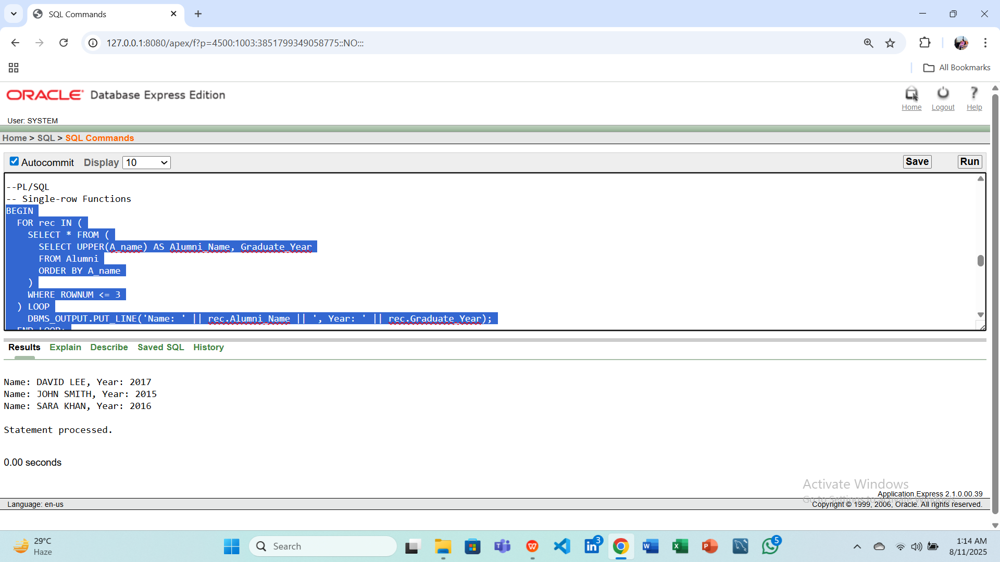 SQL Commands
127.0.0.1:8080/apex/f?p=4500:1003:3851799349058775::NO:::
All Bookmarks
ORACLE Database Express Edition
Home Logout Help
User: SYSTEM
Home > SQL > SQL Commands
Autocommit Display 10 Save Run
--PL/SQL
-- Single-row Functions
BEGIN
FOR rec IN (
SELECT * FROM (
SELECT UPPER(A_name) AS Alumni_Name, Graduate_Year
FROM Alumni
ORDER BY A_name
)
WHERE ROWNUM <= 3
) LOOP
DBMS_OUTPUT.PUT_LINE('Name: ' || rec.Alumni_Name || ', Year: ' || rec.Graduate_Year);
END LOOP;
Results Explain Describe Saved SQL History
Name: DAVID LEE, Year: 2017
Name: JOHN SMITH, Year: 2015
Name: SARA KHAN, Year: 2016
Statement processed.
0.00 seconds
Activate Windows
Go to Settings to activate Windows.
Application Express 2.1.0.00.39
Language: en-us
Copyright © 1999, 2006, Oracle. All rights reserved.
29°C
Haze
Search
3
5
1:14 AM
8/11/2025